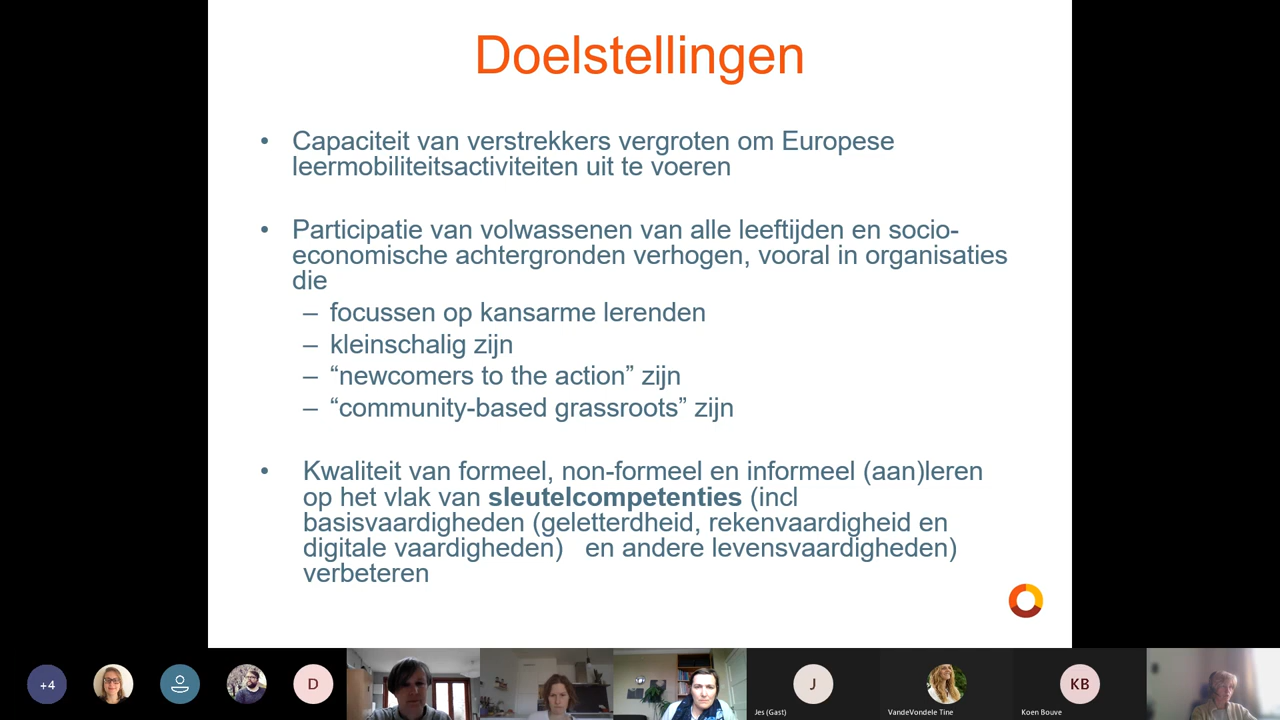 Doelstellingen
• Capaciteit van verstrekkers vergroten om Europese
leermobiliteitsactiviteiten uit te voeren
• Participatie van volwassenen van alle leeftijden en socio-
economische achtergronden verhogen, vooral in organisaties
die
– focussen op kansarme lerenden
– kleinschalig zijn
– “newcomers to the action” zijn
– “community-based grassroots” zijn
• Kwaliteit van formeel, non-formeel en informeel (aan)leren
op het vlak van sleutelcompetenties (incl
basisvaardigheden (geletterdheid, rekenvaardigheid en
digitale vaardigheden) en andere levensvaardigheden)
verbeteren
+4
D
J
KB
Jes (Gast)
VandeVondele Tine
Koen Bouve